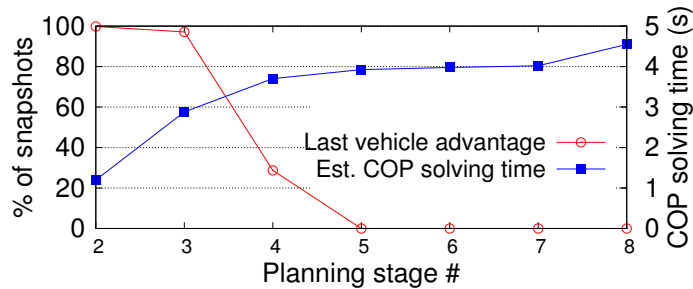 % of snapshots
100
80
60
40
20
0
Last vehicle advantage
Est. COP solving time
5
4
3
2
1
0
COP solving time (s)
2 3 4 5 6 7 8
Planning stage #